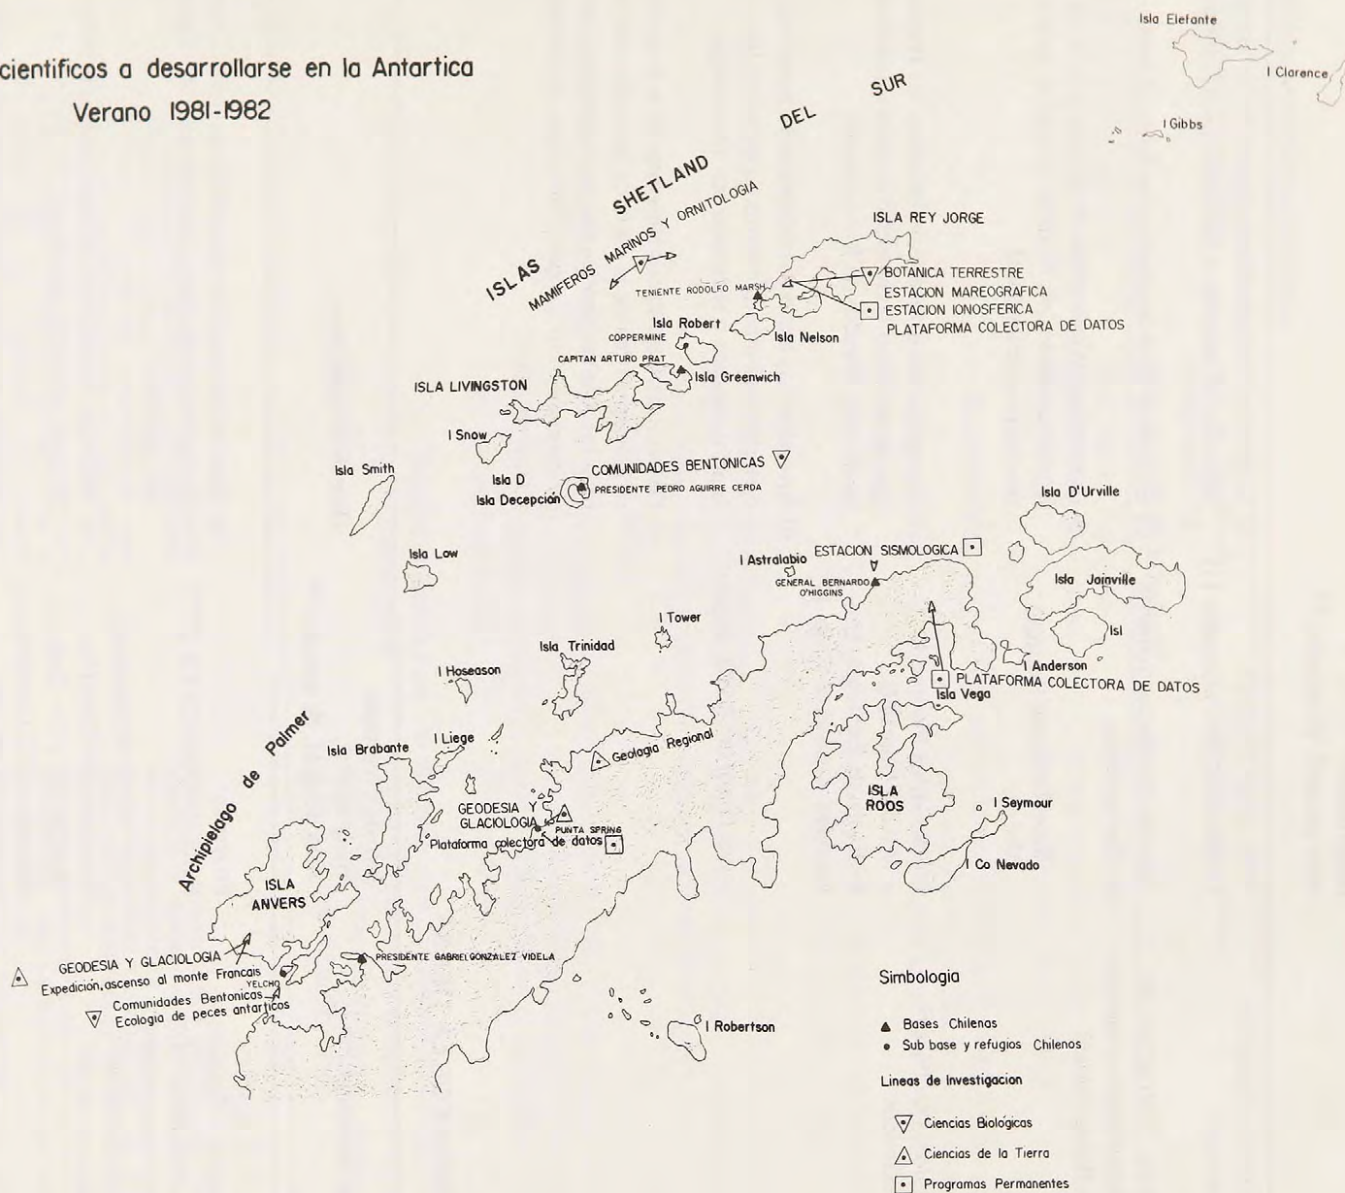 cientificos a desarrollarse en la Antartica
Verano 1981-1982
Isla Elefante
I Clarence
I Gibbs
ISLAS SHETLAND DEL SUR
MAMIFEROS MARINOS Y ORNITOLOGIA
ISLA REY JORGE
TENIENTE RODOLFO MARSH
BOTANICA TERRESTRE
ESTACION MAREOGRAFICA
ESTACION IONOSFERICA
PLATAFORMA COLECTORA DE DATOS
Isla Robert
COPPERMINE
Isla Nelson
CAPITAN ARTURO PRAT
Isla Greenwich
ISLA LIVINGSTON
I Snow
Isla Smith
Isla D
Isla Decepción
COMUNIDADES BENTONICAS
PRESIDENTE PEDRO AGUIRRE CERDA
Isla D'Urville
Isla Low
I Astralabio
ESTACION SISMOLOGICA
GENERAL BERNARDO
O'HIGGINS
Isla Joinville
Isl
I Tower
Isla Trinidad
I Anderson
I Hoseason
PLATAFORMA COLECTORA DE DATOS
Isla Vega
Archipielago de Palmer
Isla Brabante
I Liege
Geologia Regional
ISLA
ROOS
I Seymour
GEODESIA Y
GLACIOLOGIA
PUNTA SPRING
Plataforma colectora de datos
I Co Nevado
ISLA
ANVERS
GEODESIA Y GLACIOLOGIA
Expedición, ascenso al monte Francais
PRESIDENTE GABRIEL GONZALEZ VIDELA
YELCHO
Comunidades Bentonicas
Ecologia de peces antarticos
I Robertson
Simbologia
Bases Chilenas
Sub base y refugios Chilenos
Lineas de Investigacion
Ciencias Biológicas
Ciencias de la Tierra
Programas Permanentes